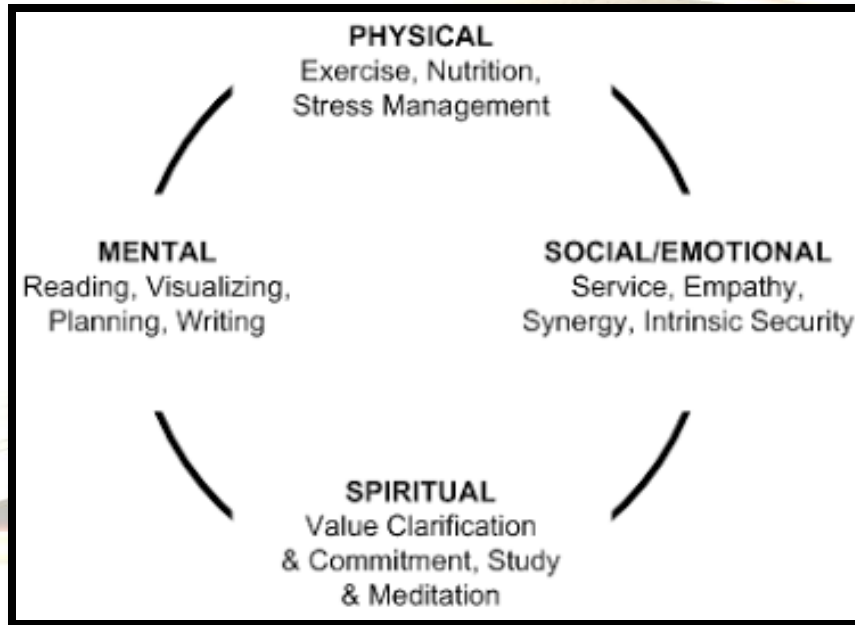 PHYSICAL
Exercise, Nutrition,
Stress Management
MENTAL
Reading, Visualizing,
Planning, Writing
SOCIAL/EMOTIONAL
Service, Empathy,
Synergy, Intrinsic Security
SPIRITUAL
Value Clarification
& Commitment, Study
& Meditation